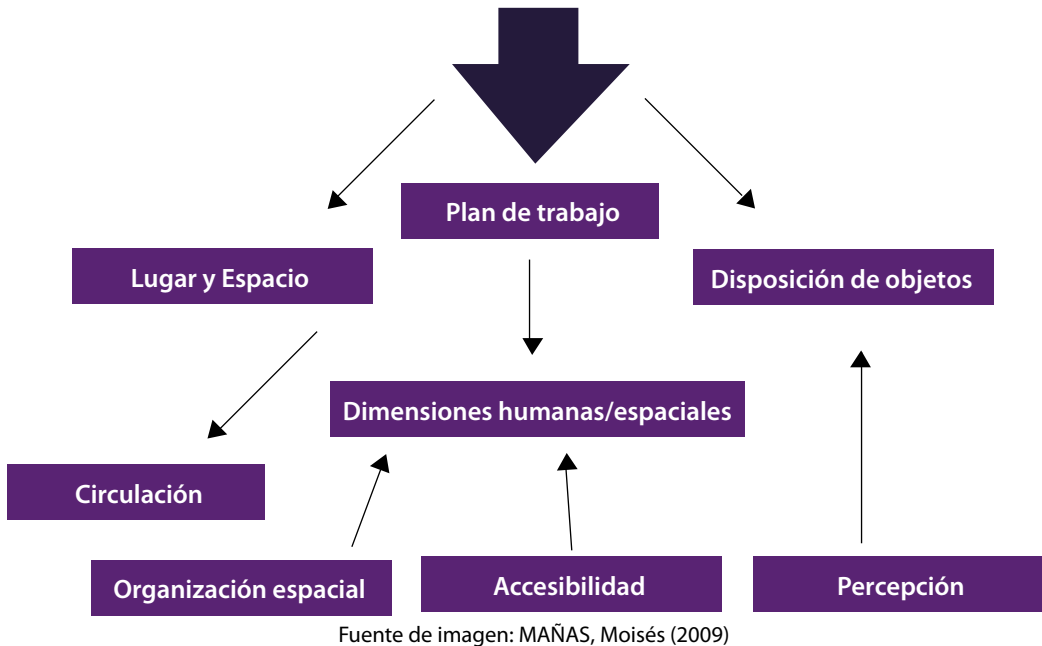 Plan de trabajo
Lugar y Espacio
Disposición de objetos
Dimensiones humanas/espaciales
Circulación
Organización espacial
Accesibilidad
Percepción
Fuente de imagen: MAÑAS, Moisés (2009)